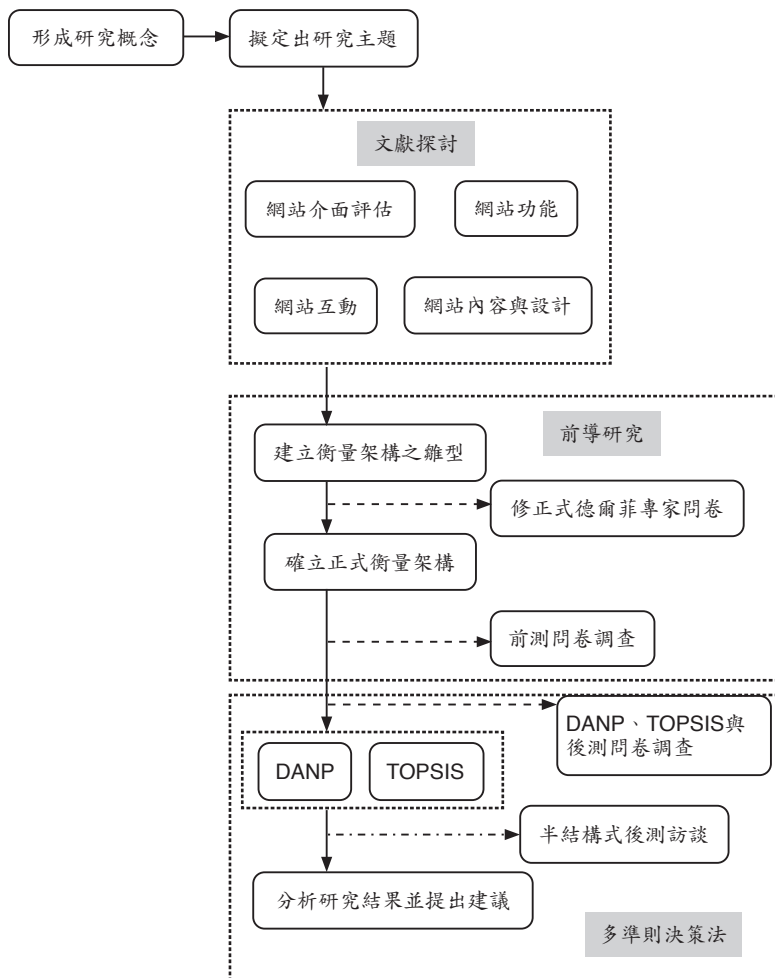 形成研究概念
擬定出研究主題
文獻探討
網站介面評估
網站功能
網站互動
網站內容與設計
前導研究
建立衡量架構之雛型
修正式德爾菲專家問卷
確立正式衡量架構
前測問卷調查
DANP、TOPSIS與
後測問卷調查
DANP
TOPSIS
半結構式後測訪談
分析研究結果並提出建議
多準則決策法